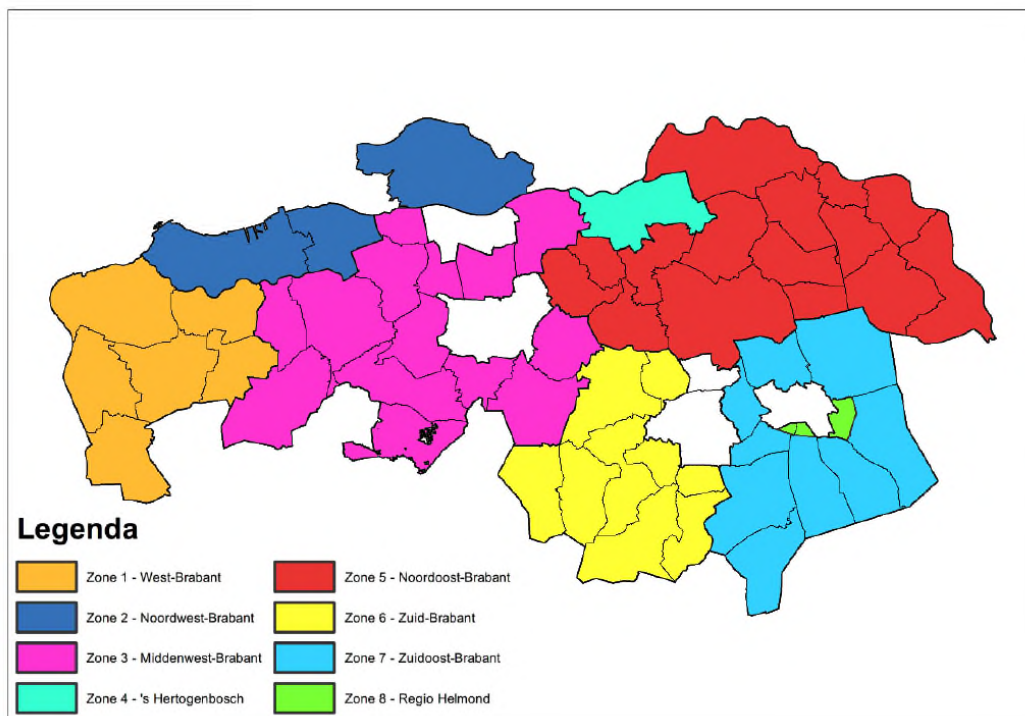 Legenda
Zone 1 - West-Brabant
Zone 2 - Noordwest-Brabant
Zone 3 - Middenwest-Brabant
Zone 4 - 's Hertogenbosch
Zone 5 - Noordoost-Brabant
Zone 6 - Zuid-Brabant
Zone 7 - Zuidoost-Brabant
Zone 8 - Regio Helmond